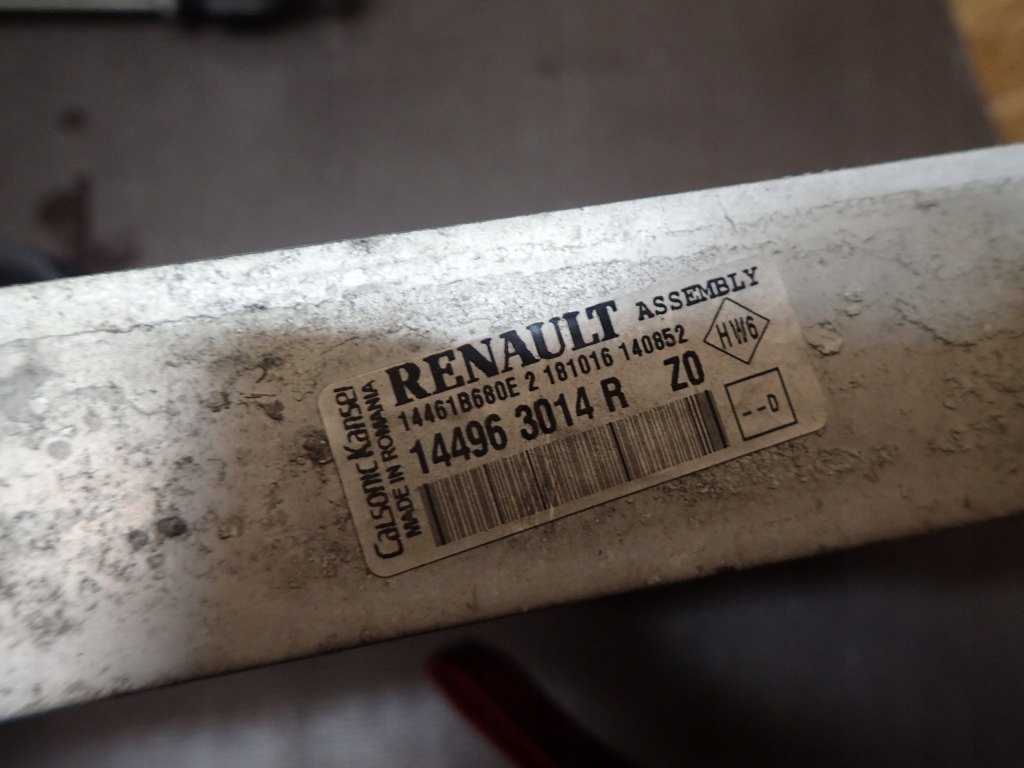 RENAULT ASSEMBLY
14461B680E 2 181016 140852
14496 3014 R Z0
HW6
--D
Calsonic Kansei
MADE IN ROMANIA